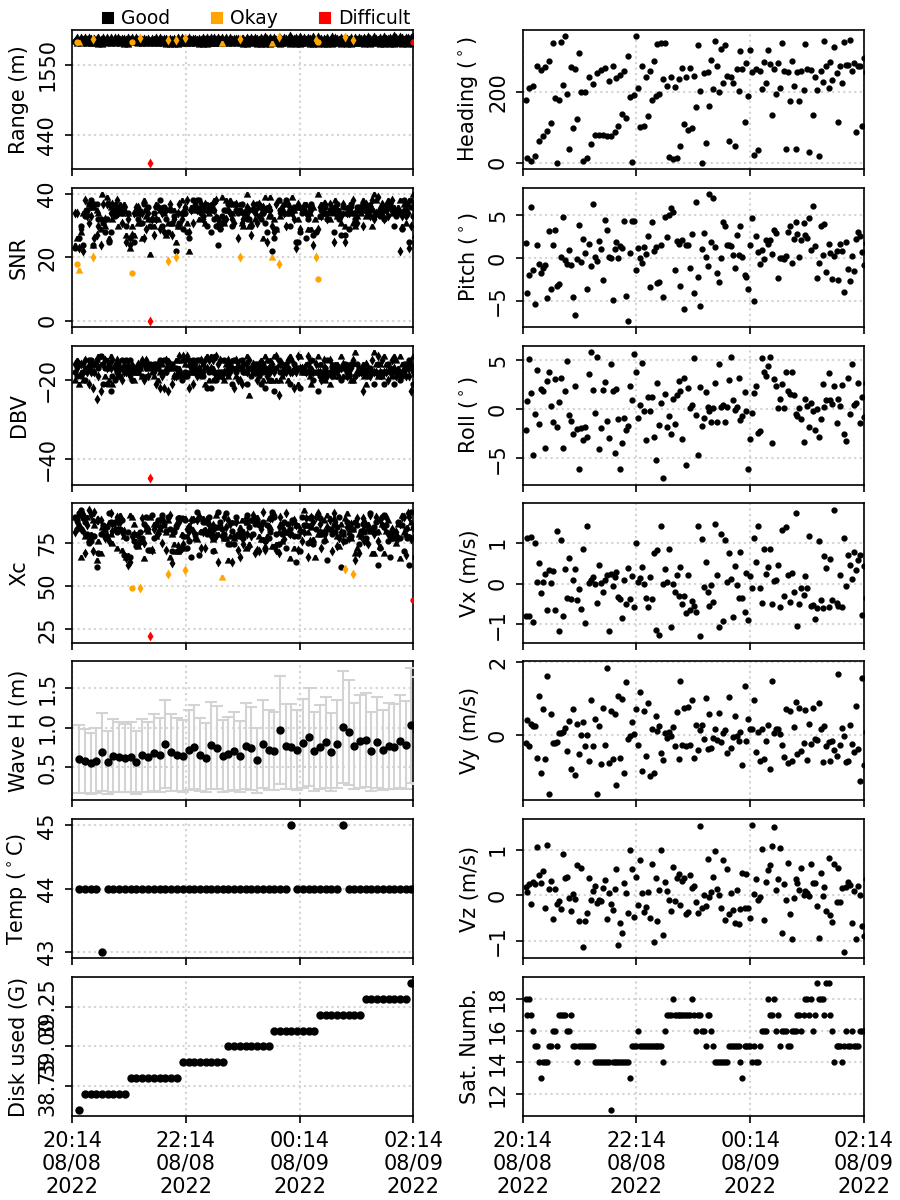 Good Okay Difficult
Range (m)
1550
440
Heading (°)
200
0
SNR
40
20
0
Pitch (°)
5
0
−5
DBV
−20
−40
Roll (°)
5
0
−5
Xc
75
50
25
Vx (m/s)
1
0
−1
Wave H (m)
1.5
1.0
0.5
Vy (m/s)
2
0
Temp (°C)
45
44
43
Vz (m/s)
1
0
−1
Disk used (G)
39.25
39.00
38.75
Sat. Numb.
18
16
14
12
20:14 22:14 00:14 02:14
08/08 08/08 08/09 08/09
2022 2022 2022 2022
20:14 22:14 00:14 02:14
08/08 08/08 08/09 08/09
2022 2022 2022 2022